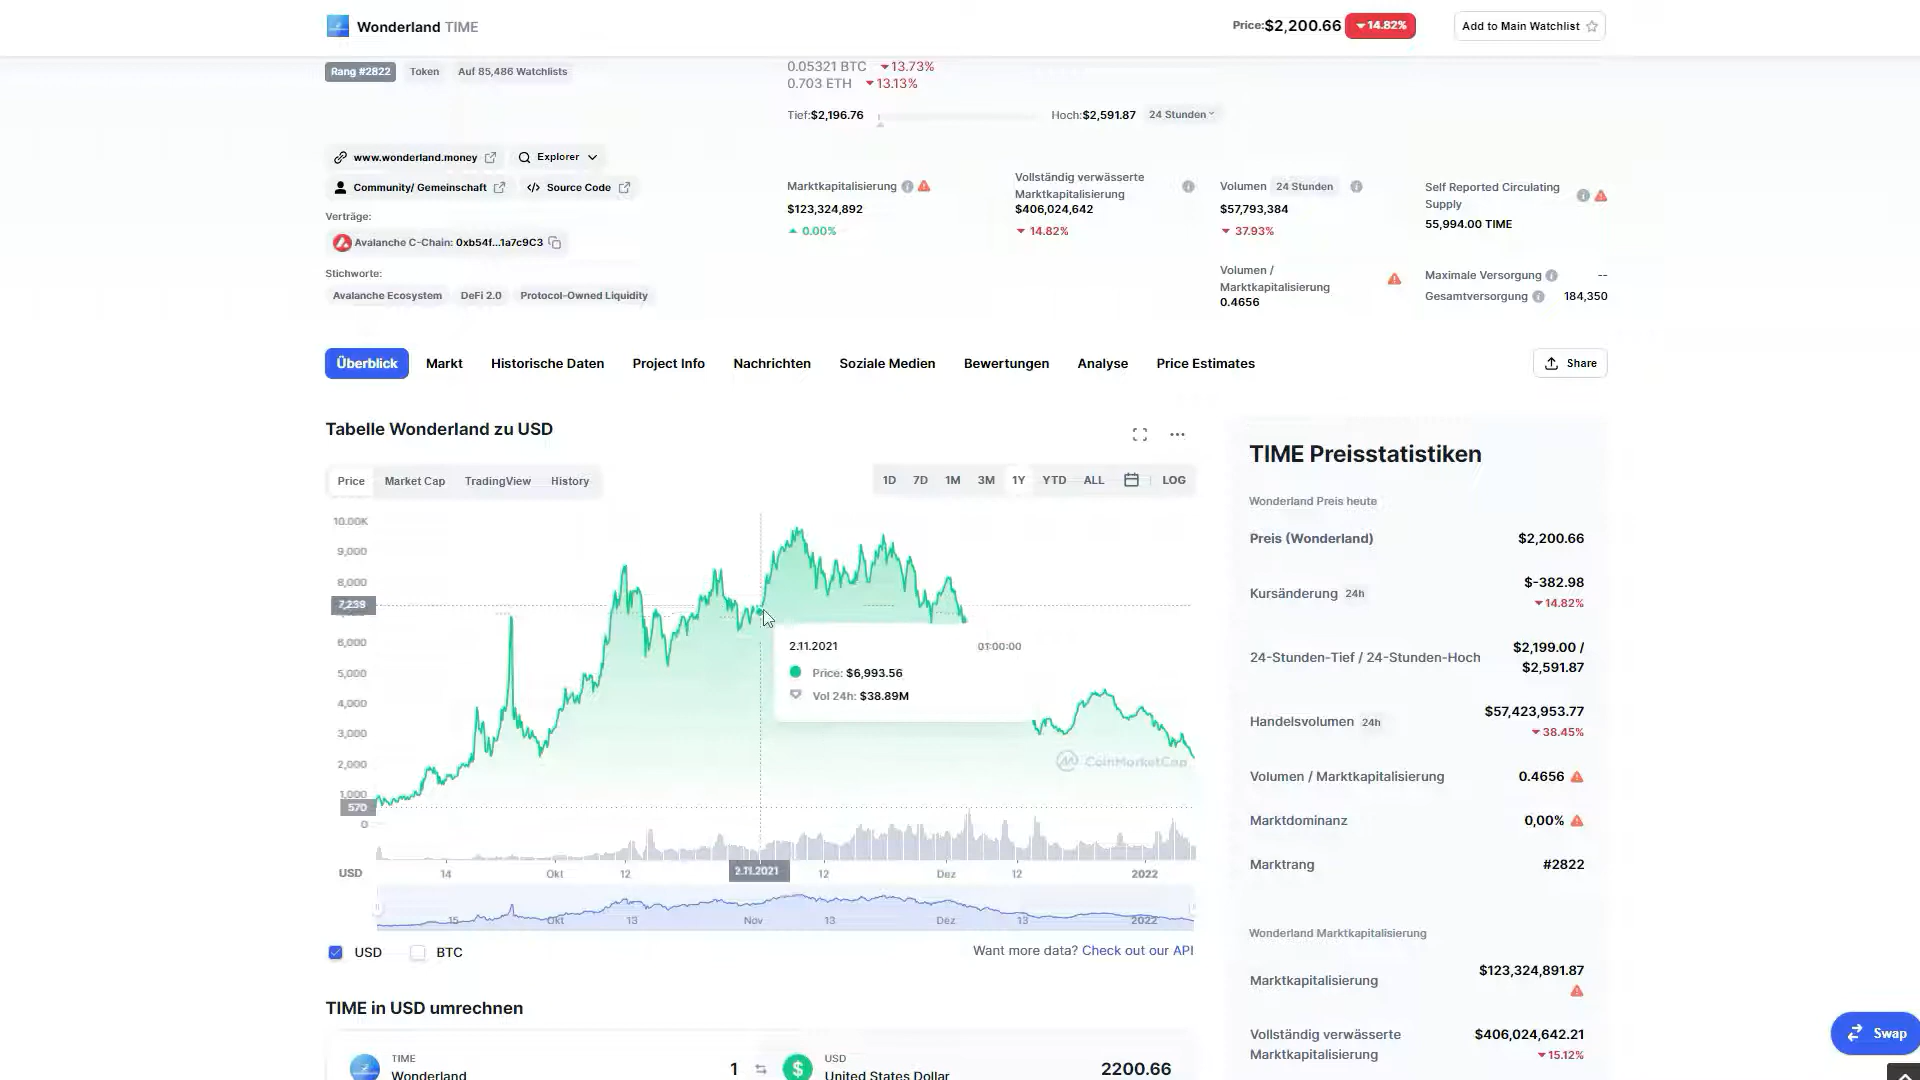 Wonderland TIME
Price:$2,200.66 14.82%
Add to Main Watchlist
Rang #2822 Token Auf 85,486 Watchlists
0.05321 BTC 13.73%
0.703 ETH 13.13%
Tief:$2,196.76 Hoch:$2,591.87 24 Stunden
www.wonderland.money Explorer
Community/ Gemeinschaft Source Code
Verträge:
Avalanche C-Chain: 0xb54f...1a7c9C3
Stichworte:
Avalanche Ecosystem DeFi 2.0 Protocol-Owned Liquidity
Marktkapitalisierung
$123,324,892
0.00%
Vollständig verwässerte
Marktkapitalisierung
$406,024,642
14.82%
Volumen 24 Stunden
$57,793,384
37.93%
Volumen /
Marktkapitalisierung
0.4656
Self Reported Circulating
Supply
55,994.00 TIME
Maximale Versorgung --
Gesamtversorgung 184,350
Überblick Markt Historische Daten Project Info Nachrichten Soziale Medien Bewertungen Analyse Price Estimates
Share
Tabelle Wonderland zu USD
Price Market Cap TradingView History
1D 7D 1M 3M 1Y YTD ALL LOG
10.00K
9,000
8,000
7,239
6,000
5,000
4,000
3,000
2,000
1,000
570
0
2.11.2021 01:00:00
Price: $6,993.56
Vol 24h: $38.89M
CoinMarketCap
USD 14 Okt 12 2.11.2021 12 Dez 12 2022
15 Okt 13 Nov 13 Dez 13 2022
USD BTC
Want more data? Check out our API
TIME in USD umrechnen
TIME
Wonderland
1
USD
United States Dollar
2200.66
TIME Preisstatistiken
Wonderland Preis heute
Preis (Wonderland) $2,200.66
Kursänderung 24h $-382.98
14.82%
24-Stunden-Tief / 24-Stunden-Hoch $2,199.00 /
$2,591.87
Handelsvolumen 24h $57,423,953.77
38.45%
Volumen / Marktkapitalisierung 0.4656
Marktdominanz 0,00%
Marktrang #2822
Wonderland Marktkapitalisierung
Marktkapitalisierung $123,324,891.87
Vollständig verwässerte
Marktkapitalisierung
$406,024,642.21
15.12%
Swap